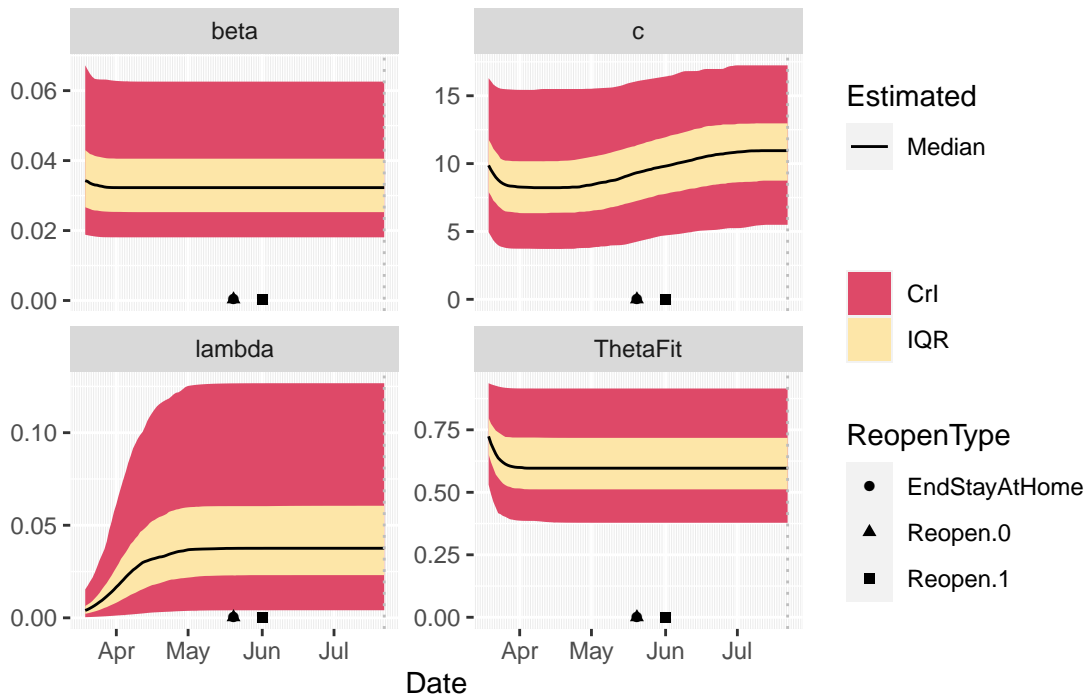 beta
c
0.06
0.04
0.02
0.00
15
10
5
0
lambda
ThetaFit
0.10
0.05
0.00
0.75
0.50
0.25
0.00
Apr May Jun Jul
Apr May Jun Jul
Date
Estimated
Median
CrI
IQR
ReopenType
EndStayAtHome
Reopen.0
Reopen.1